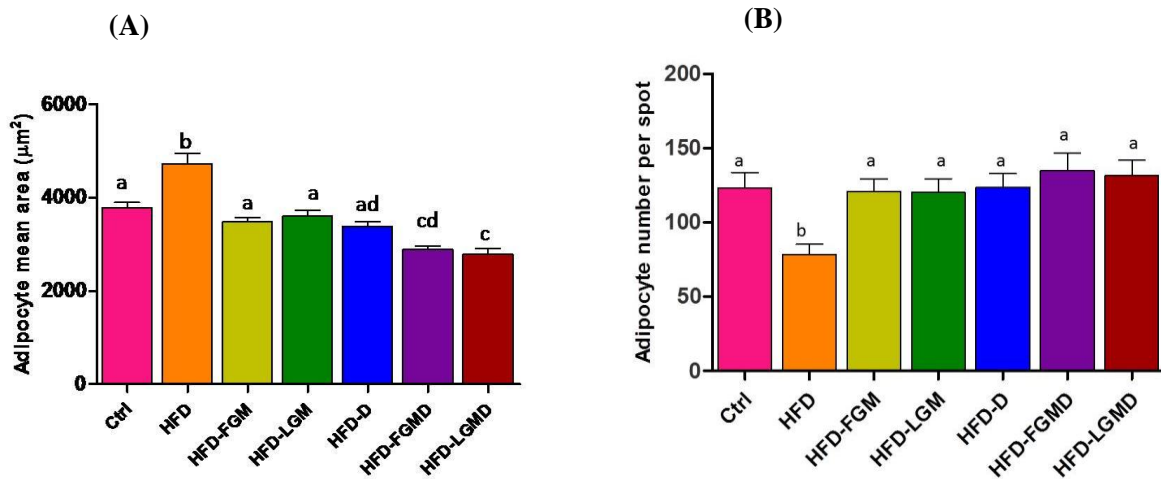 (A)
Adipocyte mean area (μm²)
6000
4000
2000
0
a
b
a
a
ad
cd
c
Ctrl
HFD
HFD-FGM
HFD-LGM
HFD-D
HFD-FGMD
HFD-LGMD
(B)
Adipocyte number per spot
200
150
100
50
0
a
b
a
a
a
a
a
Ctrl
HFD
HFD-FGM
HFD-LGM
HFD-D
HFD-FGMD
HFD-LGMD